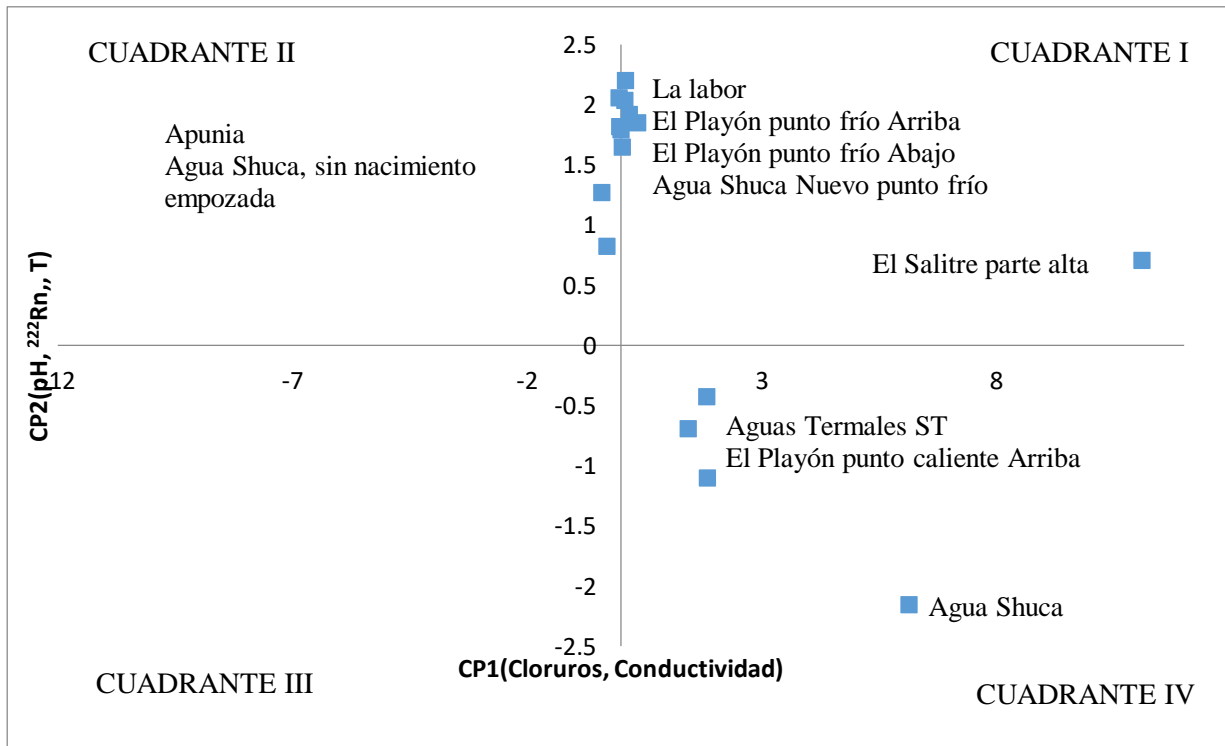 CUADRANTE II
CUADRANTE I
2.5
2
1.5
1
0.5
0
-0.5
-1
-1.5
-2
-2.5
La labor
El Playón punto frío Arriba
El Playón punto frío Abajo
Agua Shuca Nuevo punto frío
Apunia
Agua Shuca, sin nacimiento
empozada
El Salitre parte alta
-12
-7
-2
3
8
CP2(pH, ²²²Rn,, T)
Aguas Termales ST
El Playón punto caliente Arriba
Agua Shuca
CP1(Cloruros, Conductividad)
CUADRANTE III
CUADRANTE IV